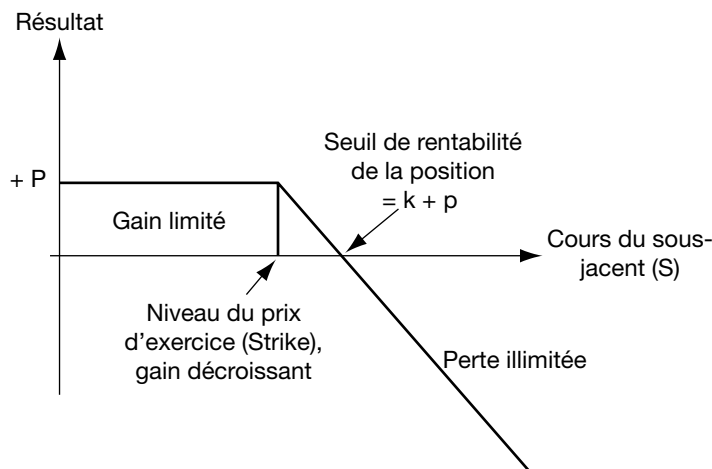 Résultat
Seuil de rentabilité
de la position
= k + p
+ P
Gain limité
Cours du sous-
jacent (S)
Niveau du prix
d'exercice (Strike),
gain décroissant
Perte illimitée